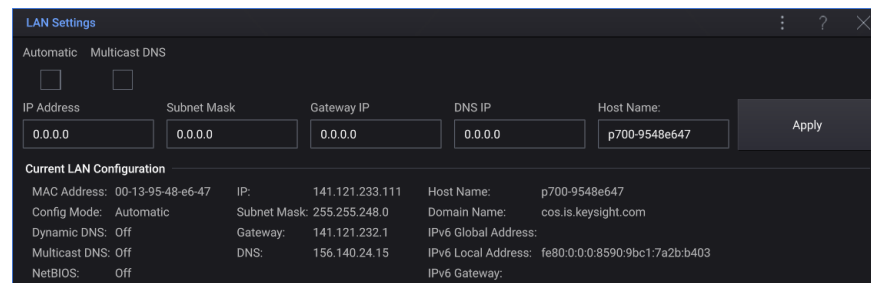 LAN Settings
?
Automatic Multicast DNS
IP Address Subnet Mask Gateway IP DNS IP Host Name:
0.0.0.0 0.0.0.0 0.0.0.0 0.0.0.0 p700-9548e647 Apply
Current LAN Configuration
MAC Address: 00-13-95-48-e6-47 IP: 141.121.233.111 Host Name: p700-9548e647
Config Mode: Automatic Subnet Mask: 255.255.248.0 Domain Name: cos.is.keysight.com
Dynamic DNS: Off Gateway: 141.121.232.1 IPv6 Global Address:
Multicast DNS: Off DNS: 156.140.24.15 IPv6 Local Address: fe80:0:0:0:8590:9bc1:7a2b:b403
NetBIOS: Off IPv6 Gateway: